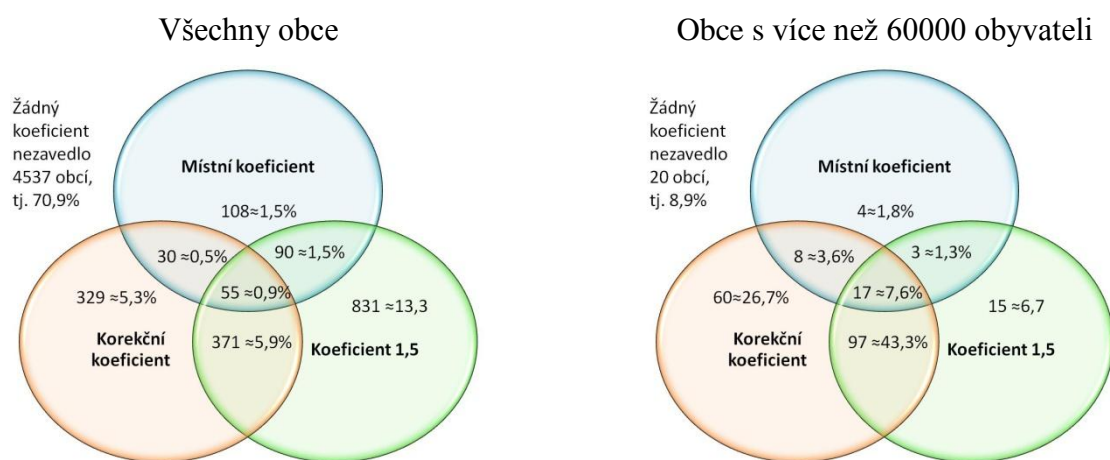 Všechny obce
Žádný
koeficient
nezavedlo
4537 obcí,
tj. 70,9%
Místní koeficient
108≈1,5%
30 ≈0,5%
90 ≈1,5%
55 ≈0,9%
329 ≈5,3%
831 ≈13,3
Korekční
koeficient
371 ≈5,9%
Koeficient 1,5
Obce s více než 60000 obyvateli
Žádný
koeficient
nezavedlo
20 obcí,
tj. 8,9%
Místní koeficient
4≈1,8%
8 ≈3,6%
3 ≈1,3%
17 ≈7,6%
60≈26,7%
15 ≈6,7
Korekční
koeficient
97 ≈43,3%
Koeficient 1,5